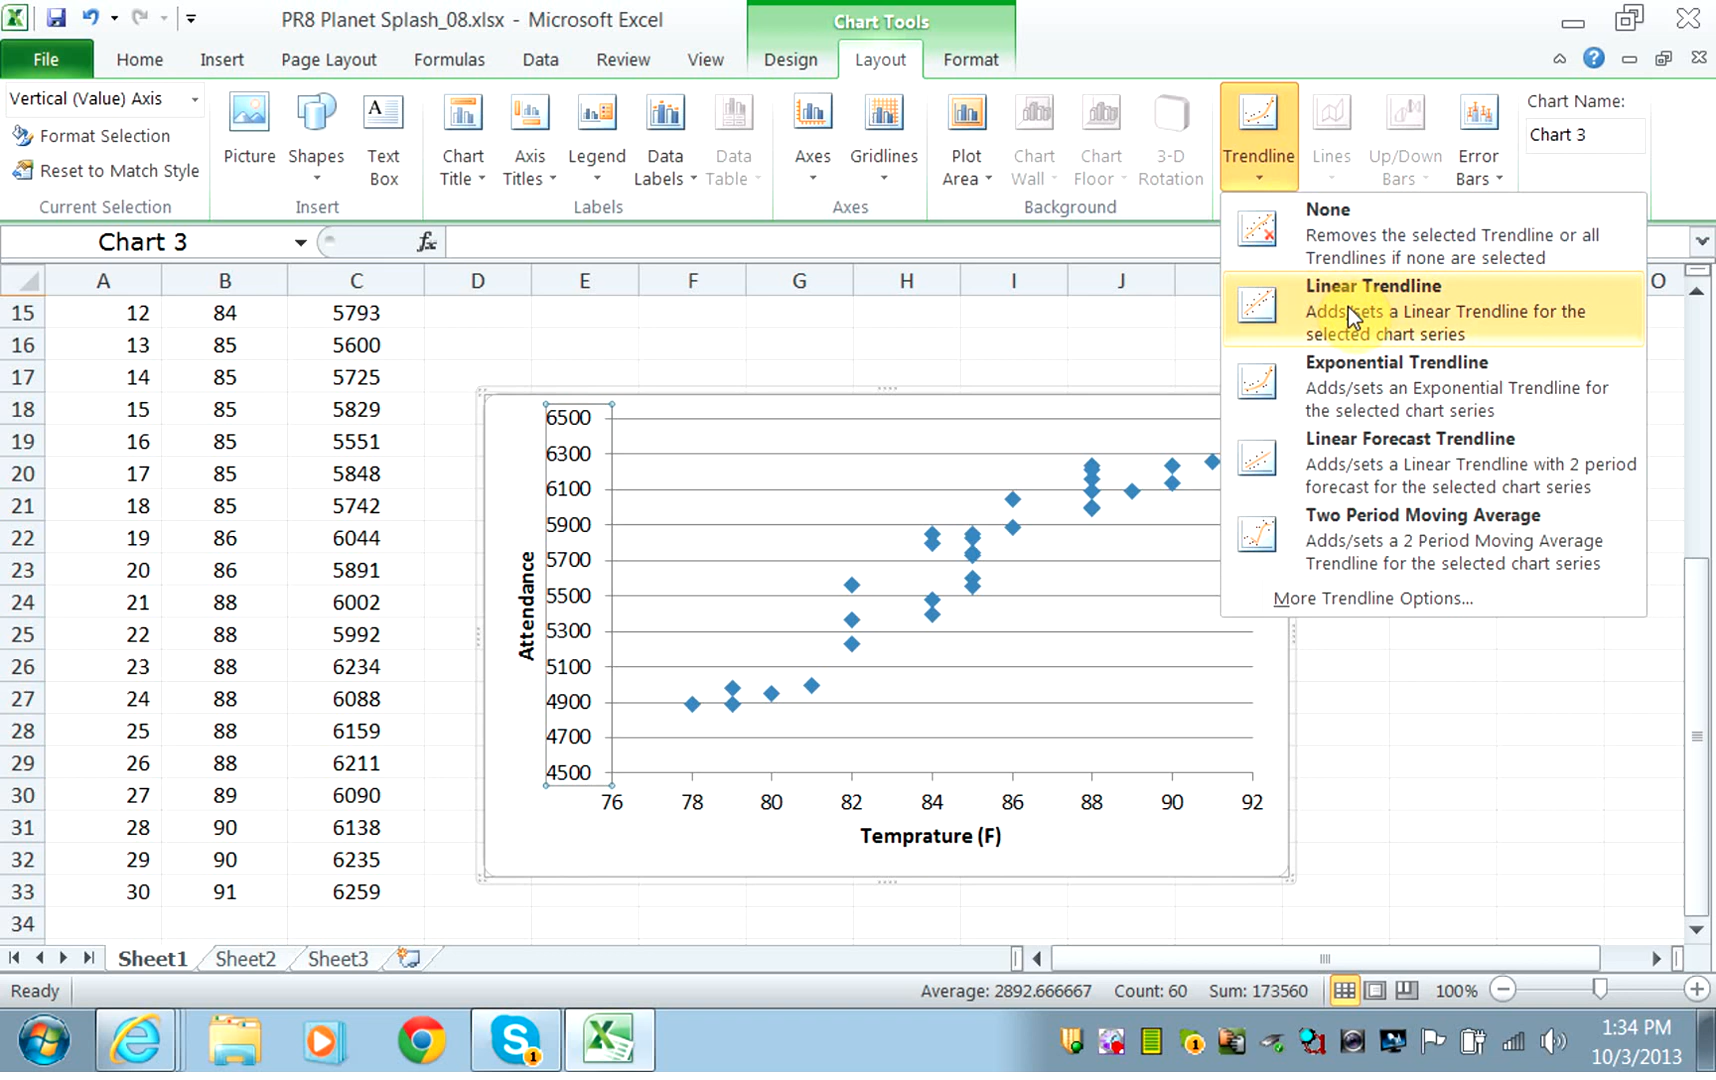 PR8 Planet Splash_08.xlsx - Microsoft Excel
Chart Tools
File Home Insert Page Layout Formulas Data Review View Design Layout Format
Vertical (Value) Axis
Format Selection
Reset to Match Style
Current Selection
Picture
Shapes
Text Box
Insert
Chart Title
Axis Titles
Legend
Data Labels
Data Table
Labels
Axes
Gridlines
Axes
Plot Area
Chart Wall
Chart Floor
3-D Rotation
Background
Trendline
Lines
Up/Down Bars
Error Bars
Chart Name:
Chart 3
None
Removes the selected Trendline or all
Trendlines if none are selected
Linear Trendline
Adds/sets a Linear Trendline for the
selected chart series
Exponential Trendline
Adds/sets an Exponential Trendline for
the selected chart series
Linear Forecast Trendline
Adds/sets a Linear Trendline with 2 period
forecast for the selected chart series
Two Period Moving Average
Adds/sets a 2 Period Moving Average
Trendline for the selected chart series
More Trendline Options...
Chart 3
fx
A B C D E F G H I J O
15 12 84 5793
16 13 85 5600
17 14 85 5725
18 15 85 5829
19 16 85 5551
20 17 85 5848
21 18 85 5742
22 19 86 6044
23 20 86 5891
24 21 88 6002
25 22 88 5992
26 23 88 6234
27 24 88 6088
28 25 88 6159
29 26 88 6211
30 27 89 6090
31 28 90 6138
32 29 90 6235
33 30 91 6259
34
6500
6300
6100
5900
5700
5500
5300
5100
4900
4700
4500
Attendance
76 78 80 82 84 86 88 90 92
Temprature (F)
Sheet1 Sheet2 Sheet3
Ready
Average: 2892.666667 Count: 60 Sum: 173560 100%
1
1
1:34 PM
10/3/2013